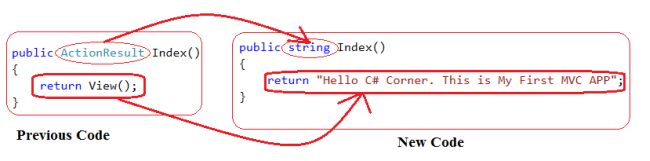 public ActionResult Index()
{
return View();
}
Previous Code
public string Index()
{
return "Hello C# Corner. This is My First MVC APP";
}
New Code